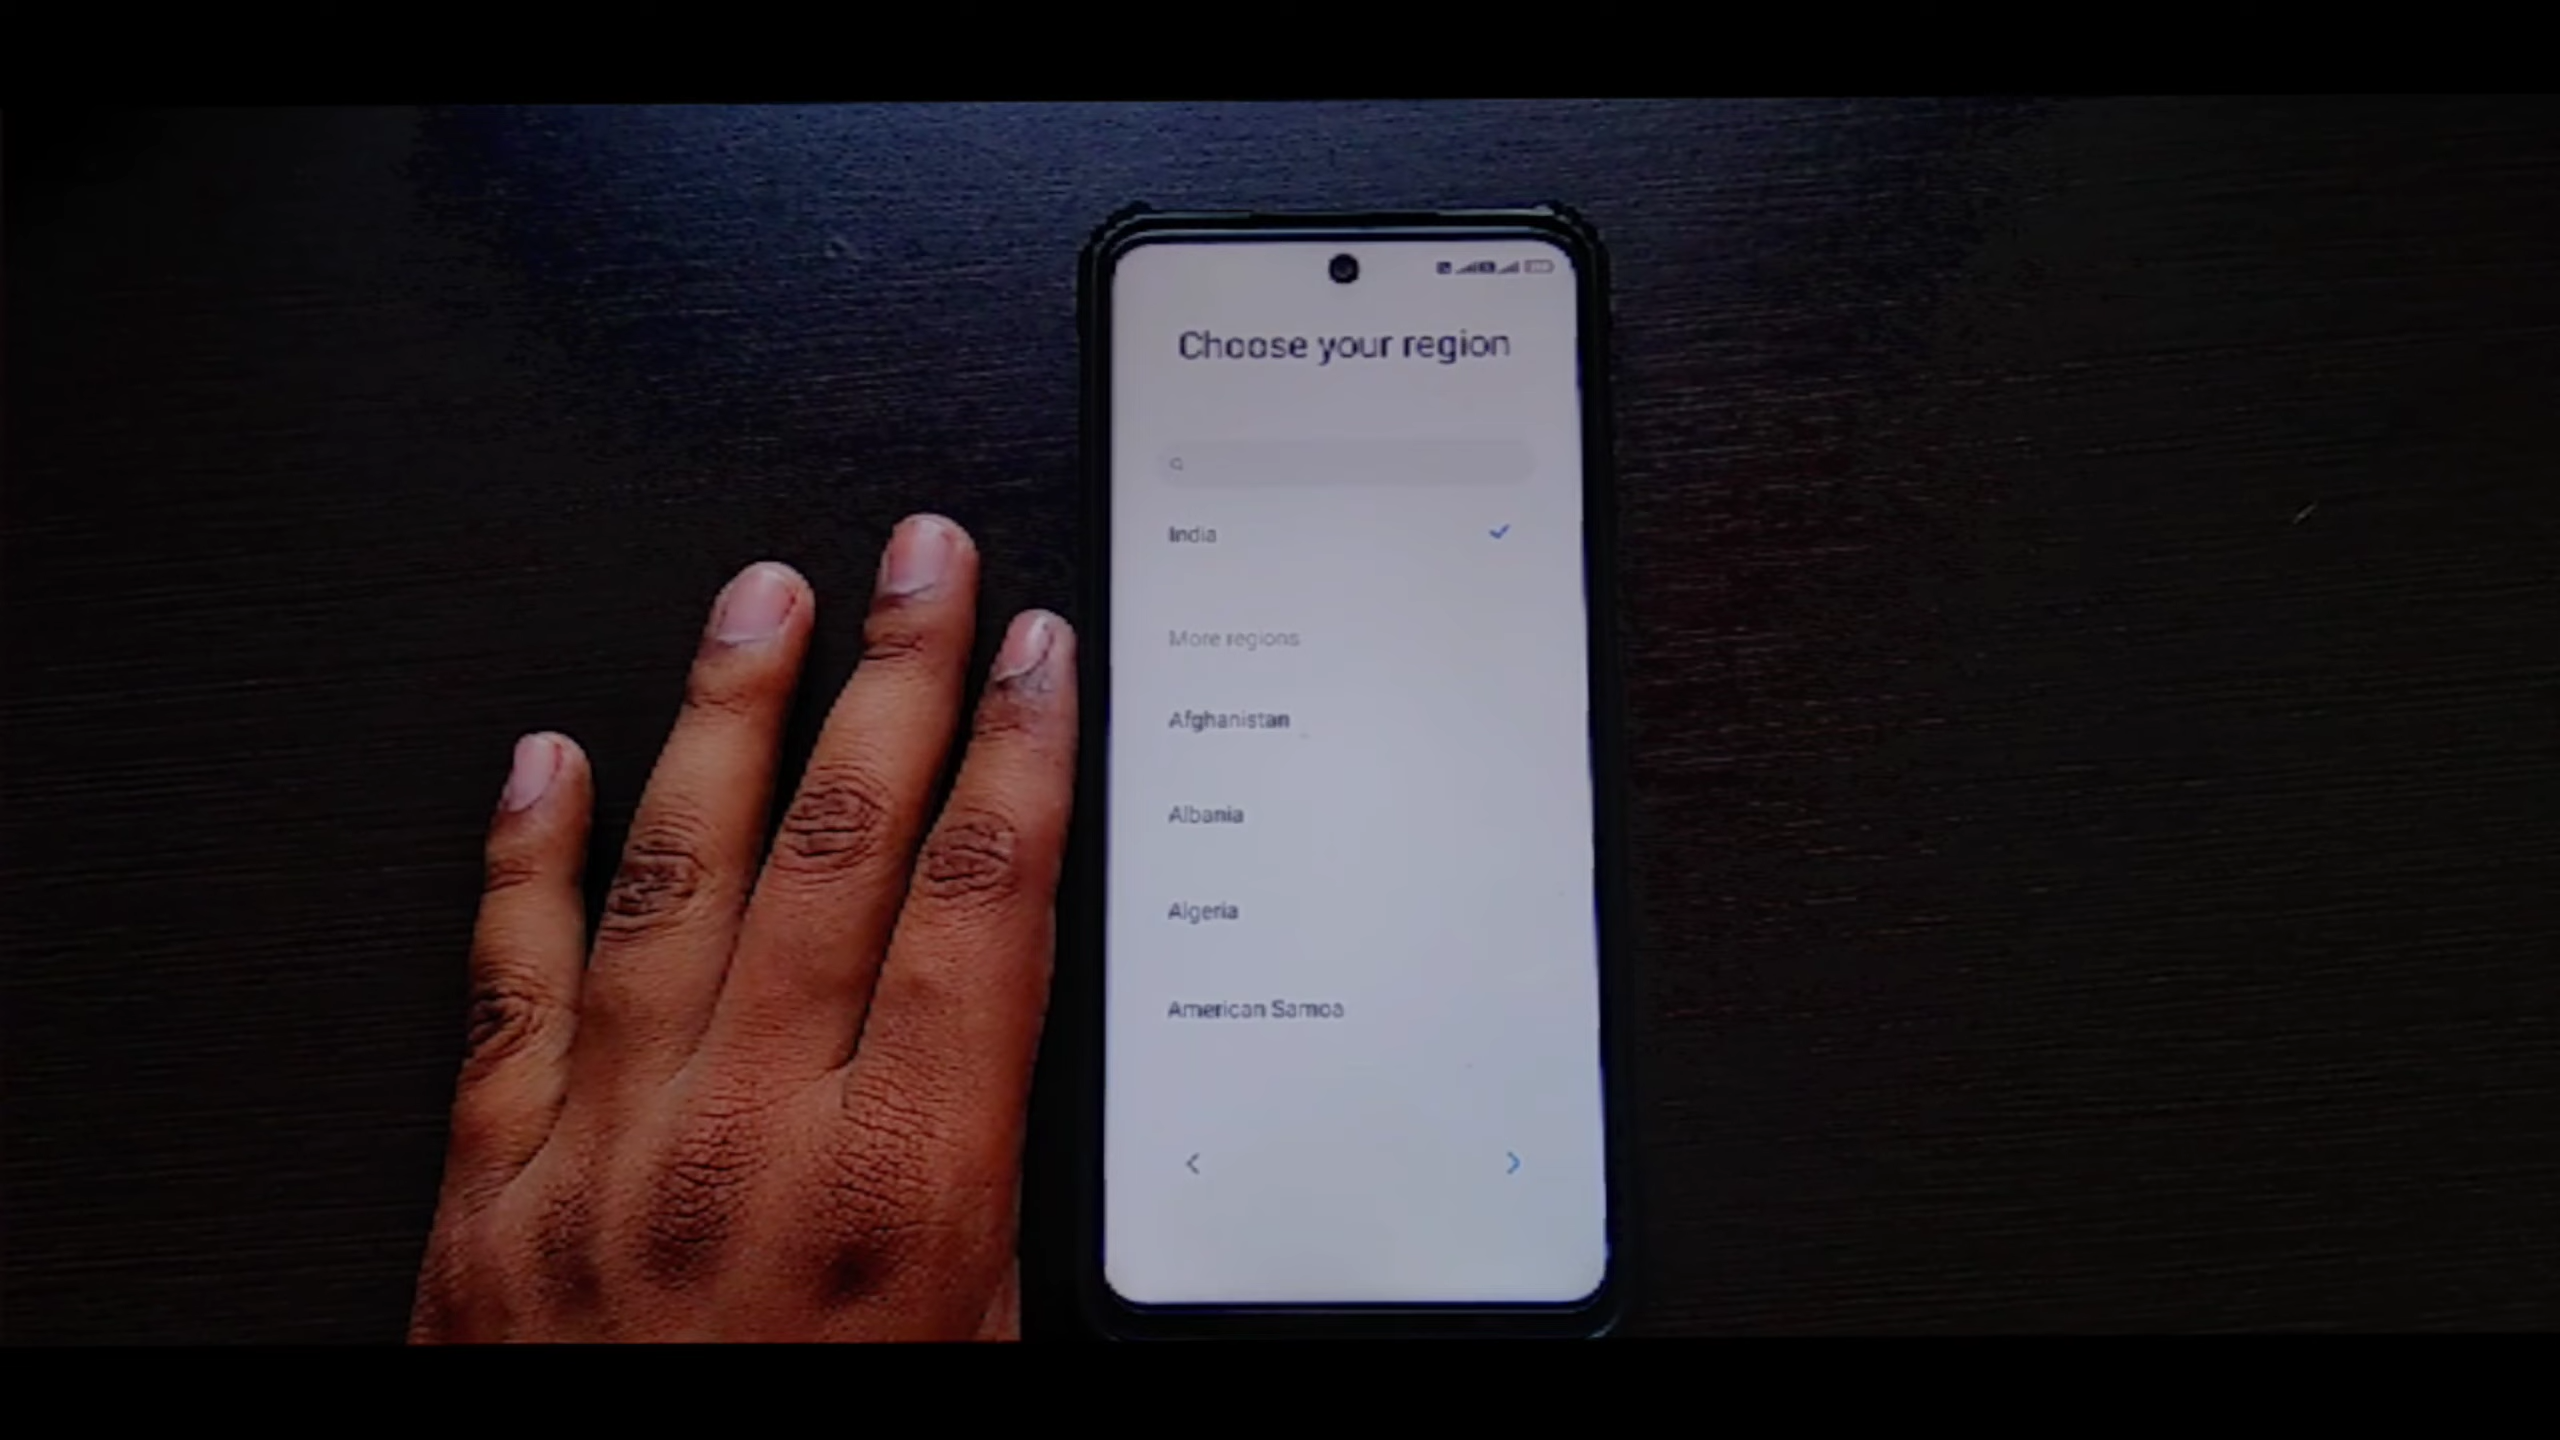 Choose your region
India
More regions
Afghanistan
Albania
Algeria
American Samoa